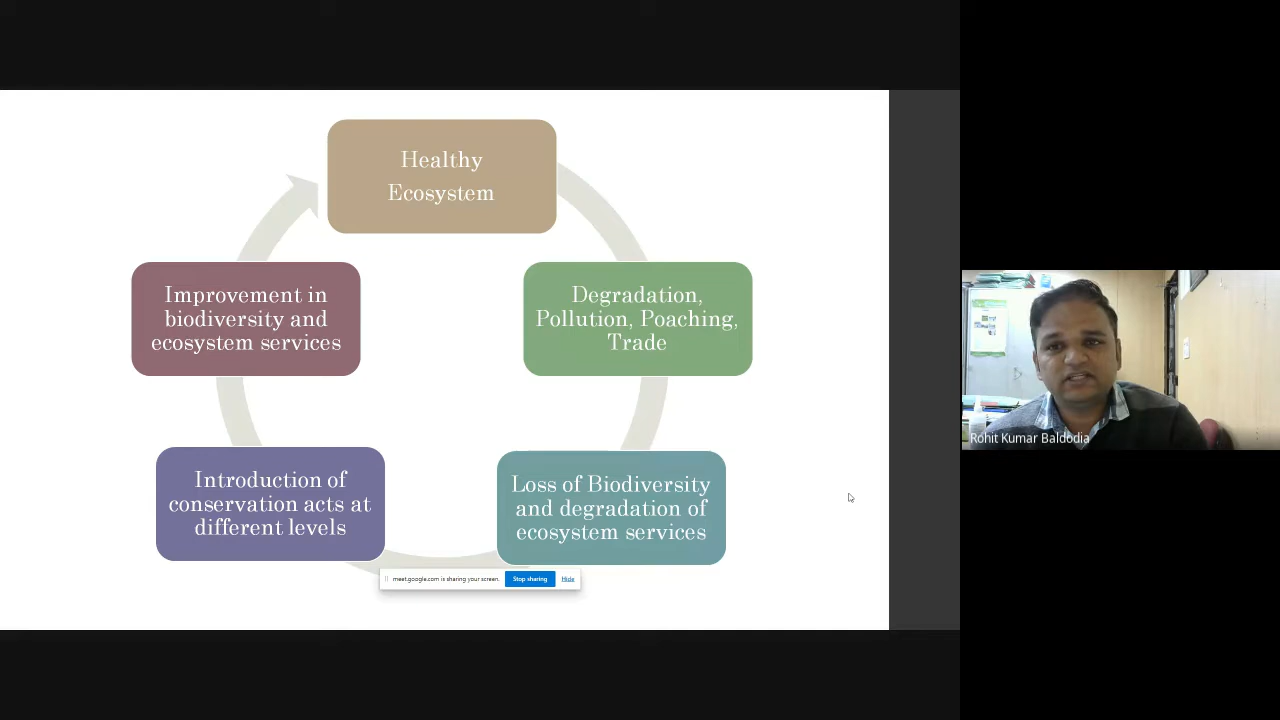 Healthy
Ecosystem
Improvement in
biodiversity and
ecosystem services
Degradation,
Pollution, Poaching,
Trade
Introduction of
conservation acts at
different levels
Loss of Biodiversity
and degradation of
ecosystem services
meet.google.com is sharing your screen.
Stop sharing
Hide
Rohit Kumar Baldodia